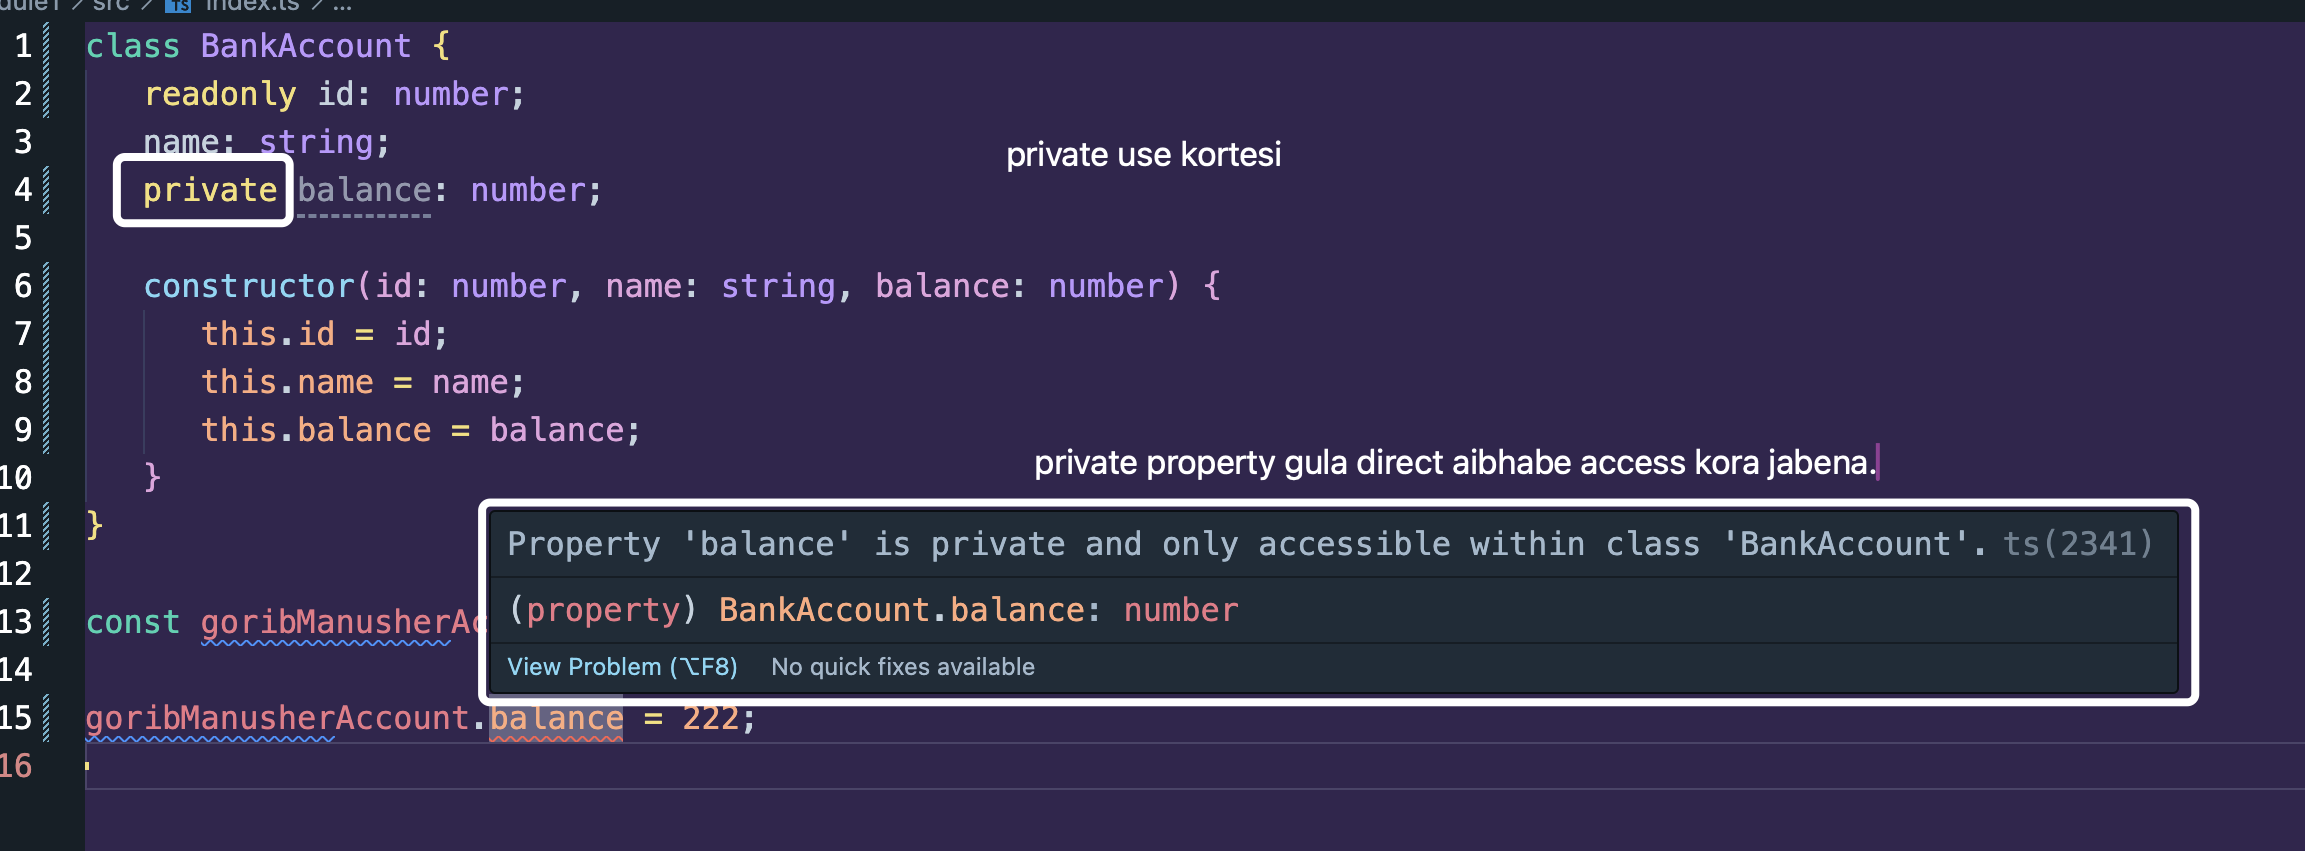 src > TS index.ts > ...
1 class BankAccount {
2 readonly id: number;
3 name: string;
private use kortesi
4 private balance: number;
5
6 constructor(id: number, name: string, balance: number) {
7 this.id = id;
8 this.name = name;
9 this.balance = balance;
private property gula direct aibhabe access kora jabena.
10 }
11 }
Property 'balance' is private and only accessible within class 'BankAccount'. ts(2341)
12
(property) BankAccount.balance: number
13 const goribManusherAc
View Problem (⌥F8) No quick fixes available
14
15 goribManusherAccount.balance = 222;
16